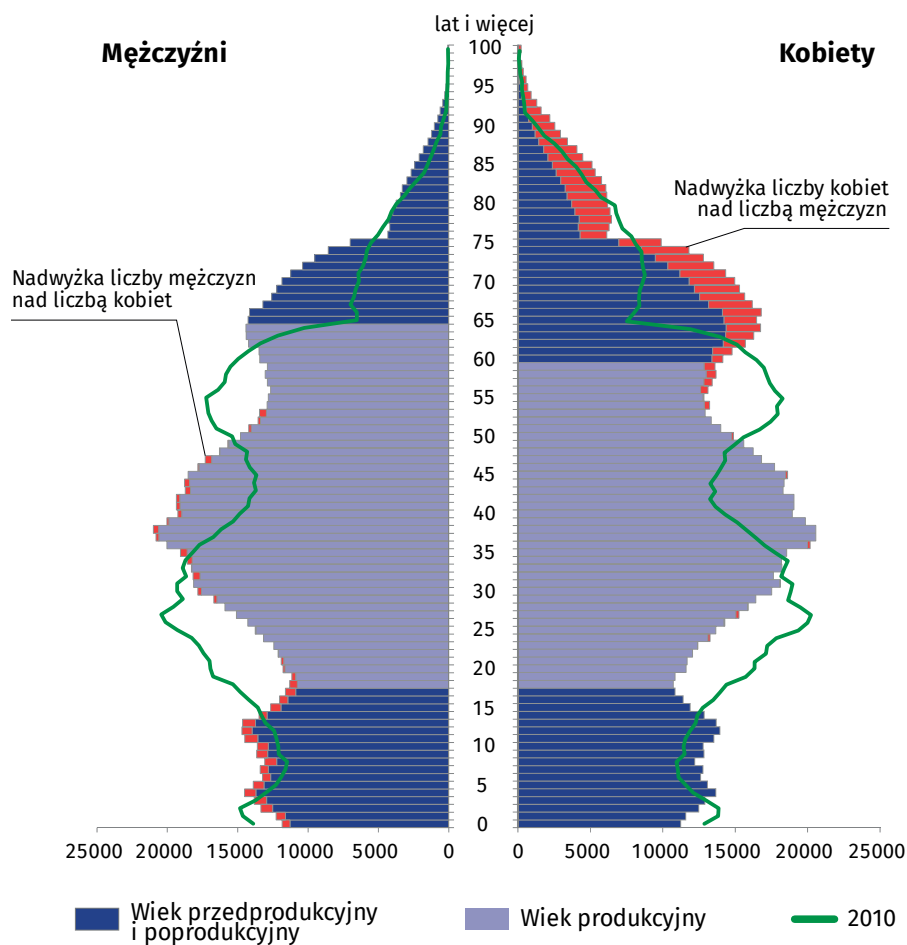 lat i więcej
Mężczyźni
Kobiety
100
95
90
85
80
75
70
65
60
55
50
45
40
35
30
25
20
15
10
5
0
Nadwyżka liczby kobiet
nad liczbą mężczyzn
Nadwyżka liczby mężczyzn
nad liczbą kobiet
25000 20000 15000 10000 5000 0
0 5000 10000 15000 20000 25000
Wiek przedprodukcyjny
i poprodukcyjny
Wiek produkcyjny
2010